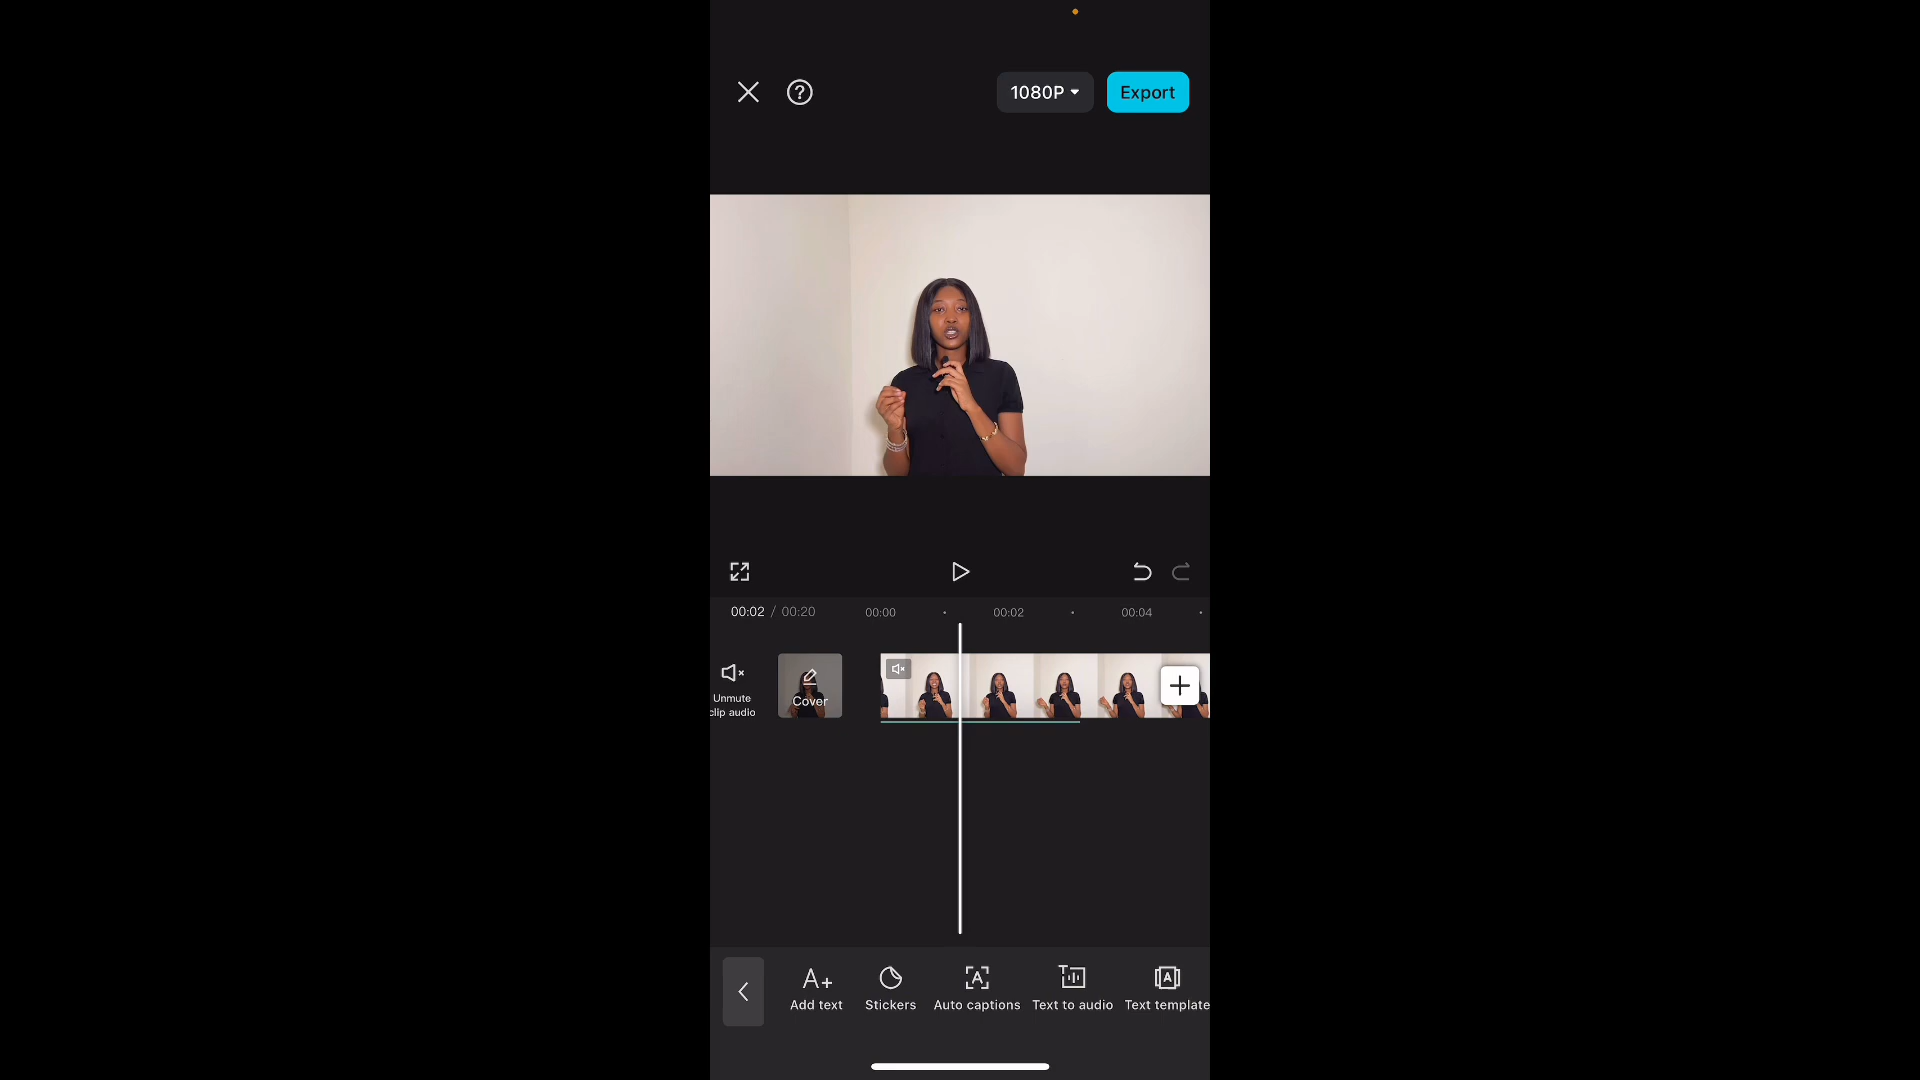 1080P
Export
00:02 / 00:20
00:00
00:02
00:04
Unmute
clip audio
Cover
Add text
Stickers
Auto captions
Text to audio
Text template